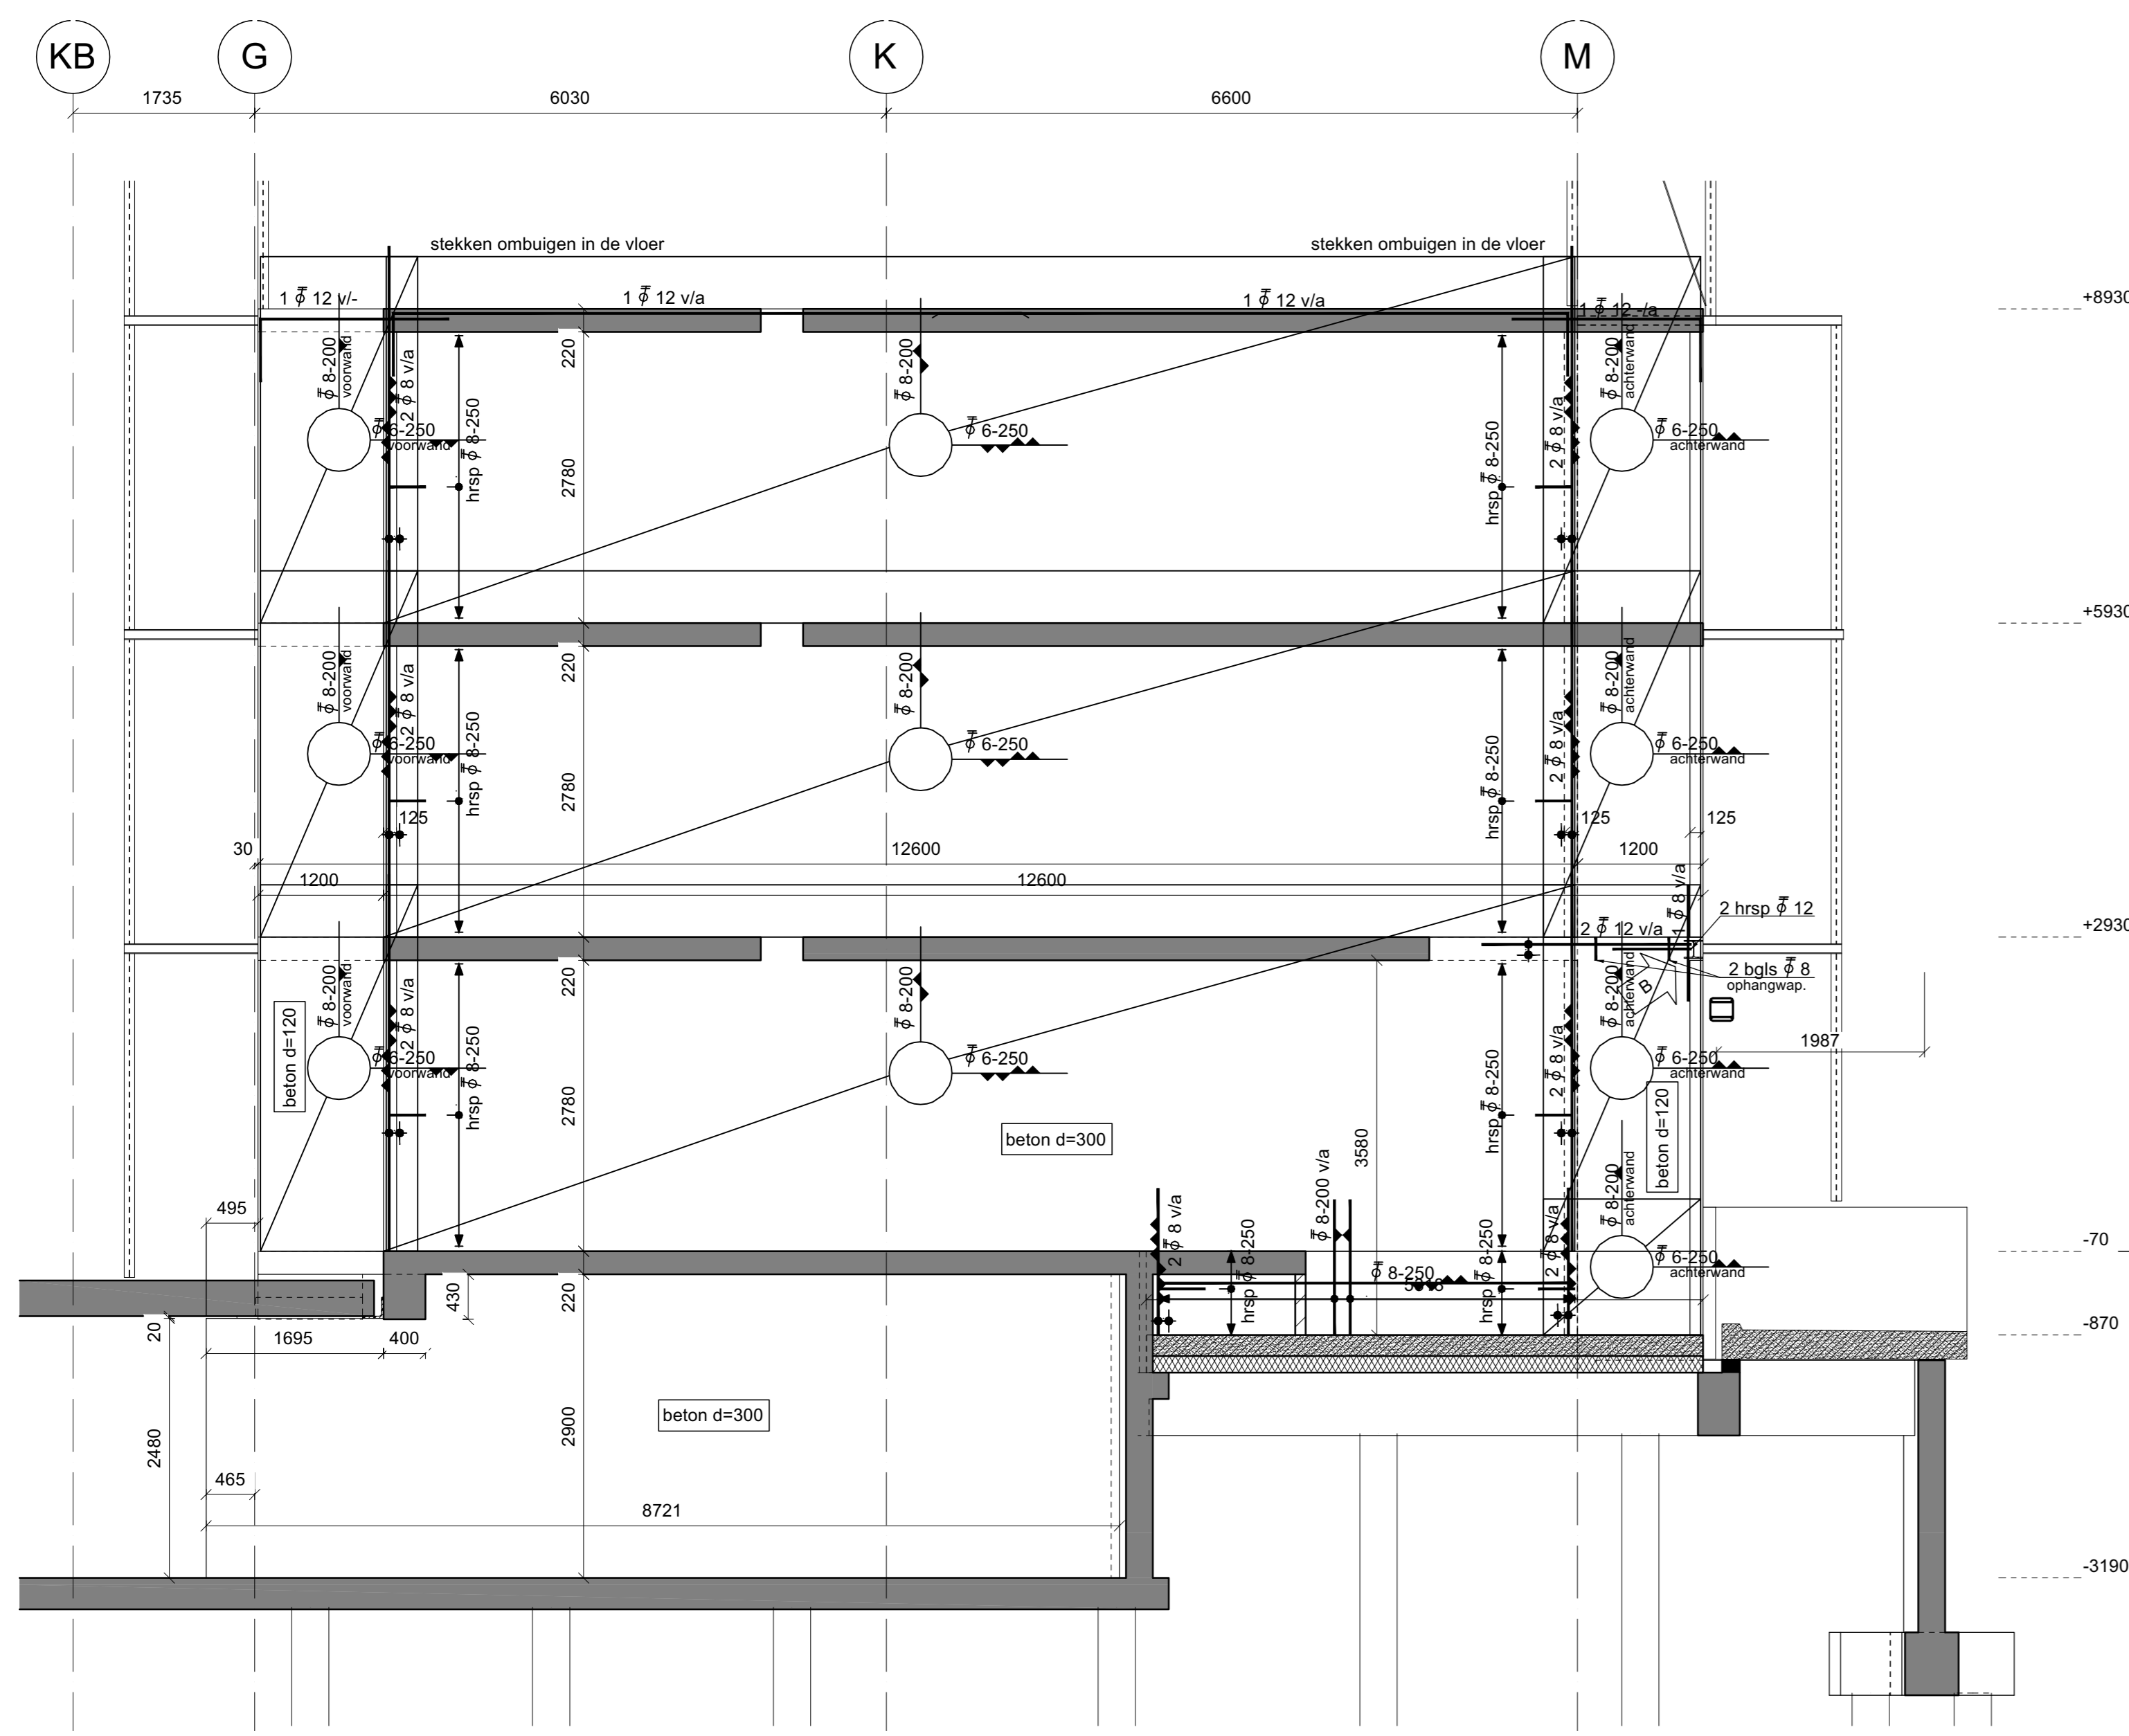 KB
G
K
M
1735
6030
6600
stekken ombuigen in de vloer
stekken ombuigen in de vloer
+8930
1 ϕ 12 v/-
1 ϕ 12 v/a
1 ϕ 12 v/a
1 ϕ 12 -/a
ϕ 8-200
voorwand
2 ϕ 8 v/a
220
ϕ 8-200
2 ϕ 8 v/a
ϕ 8-200
achterwand
ϕ 6-250
voorwand
hrsp ϕ 8-250
2780
ϕ 6-250
hrsp ϕ 8-250
ϕ 6-250
achterwand
+5930
ϕ 8-200
voorwand
2 ϕ 8 v/a
220
ϕ 8-200
2 ϕ 8 v/a
ϕ 8-200
achterwand
ϕ 6-250
voorwand
hrsp ϕ 8-250
2780
ϕ 6-250
hrsp ϕ 8-250
ϕ 6-250
achterwand
125
125
125
30
12600
1200
1200
12600
1 ϕ 8 v/a
2 hrsp ϕ 12
2 ϕ 12 v/a
+2930
2 bgls ϕ 8
ophangwap.
B
ϕ 8-200
voorwand
2 ϕ 8 v/a
220
ϕ 8-200
2 ϕ 8 v/a
ϕ 8-200
achterwand
1987
beton d=120
ϕ 6-250
voorwand
hrsp ϕ 8-250
2780
ϕ 6-250
hrsp ϕ 8-250
ϕ 6-250
achterwand
beton d=120
beton d=300
3580
495
2 ϕ 8 v/a
hrsp ϕ 8-250
ϕ 8-200 v/a
ϕ 8-250
hrsp ϕ 8-250
2 ϕ 8 v/a
ϕ 8-200
achterwand
ϕ 6-250
achterwand
-70
430
220
20
1695
400
-870
beton d=300
2480
2900
465
8721
-3190